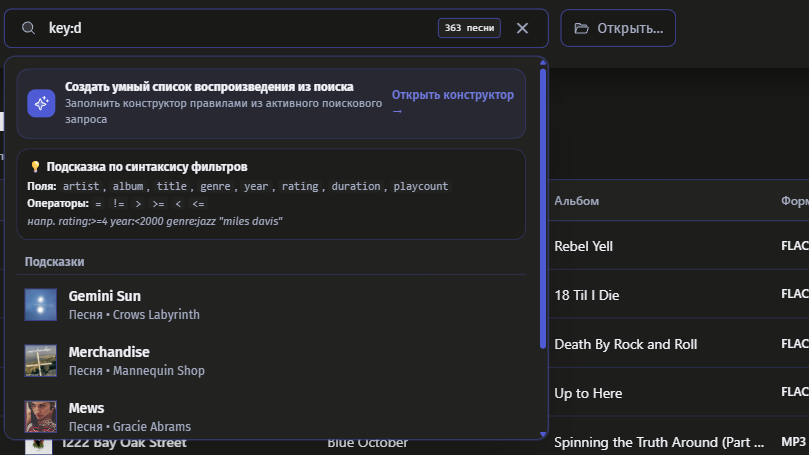 key:d
363 песни
Открыть...
Создать умный список воспроизведения из поиска
Заполнить конструктор правилами из активного поискового
запроса
Открыть конструктор
→
💡 Подсказка по синтаксису фильтров
Поля: artist, album, title, genre, year, rating, duration, playcount
Операторы: = != > >= < <=
напр. rating:>=4 year:<2000 genre:jazz "miles davis"
Подсказки
Gemini Sun
Песня • Crows Labyrinth
Merchandise
Песня • Mannequin Shop
Mews
Песня • Gracie Abrams
Альбом
Форм
Rebel Yell
FLAC
18 Til I Die
FLAC
Death By Rock and Roll
FLAC
Up to Here
FLAC
1222 Bay Oak Street
Blue October
Spinning the Truth Around (Part ...
MP3